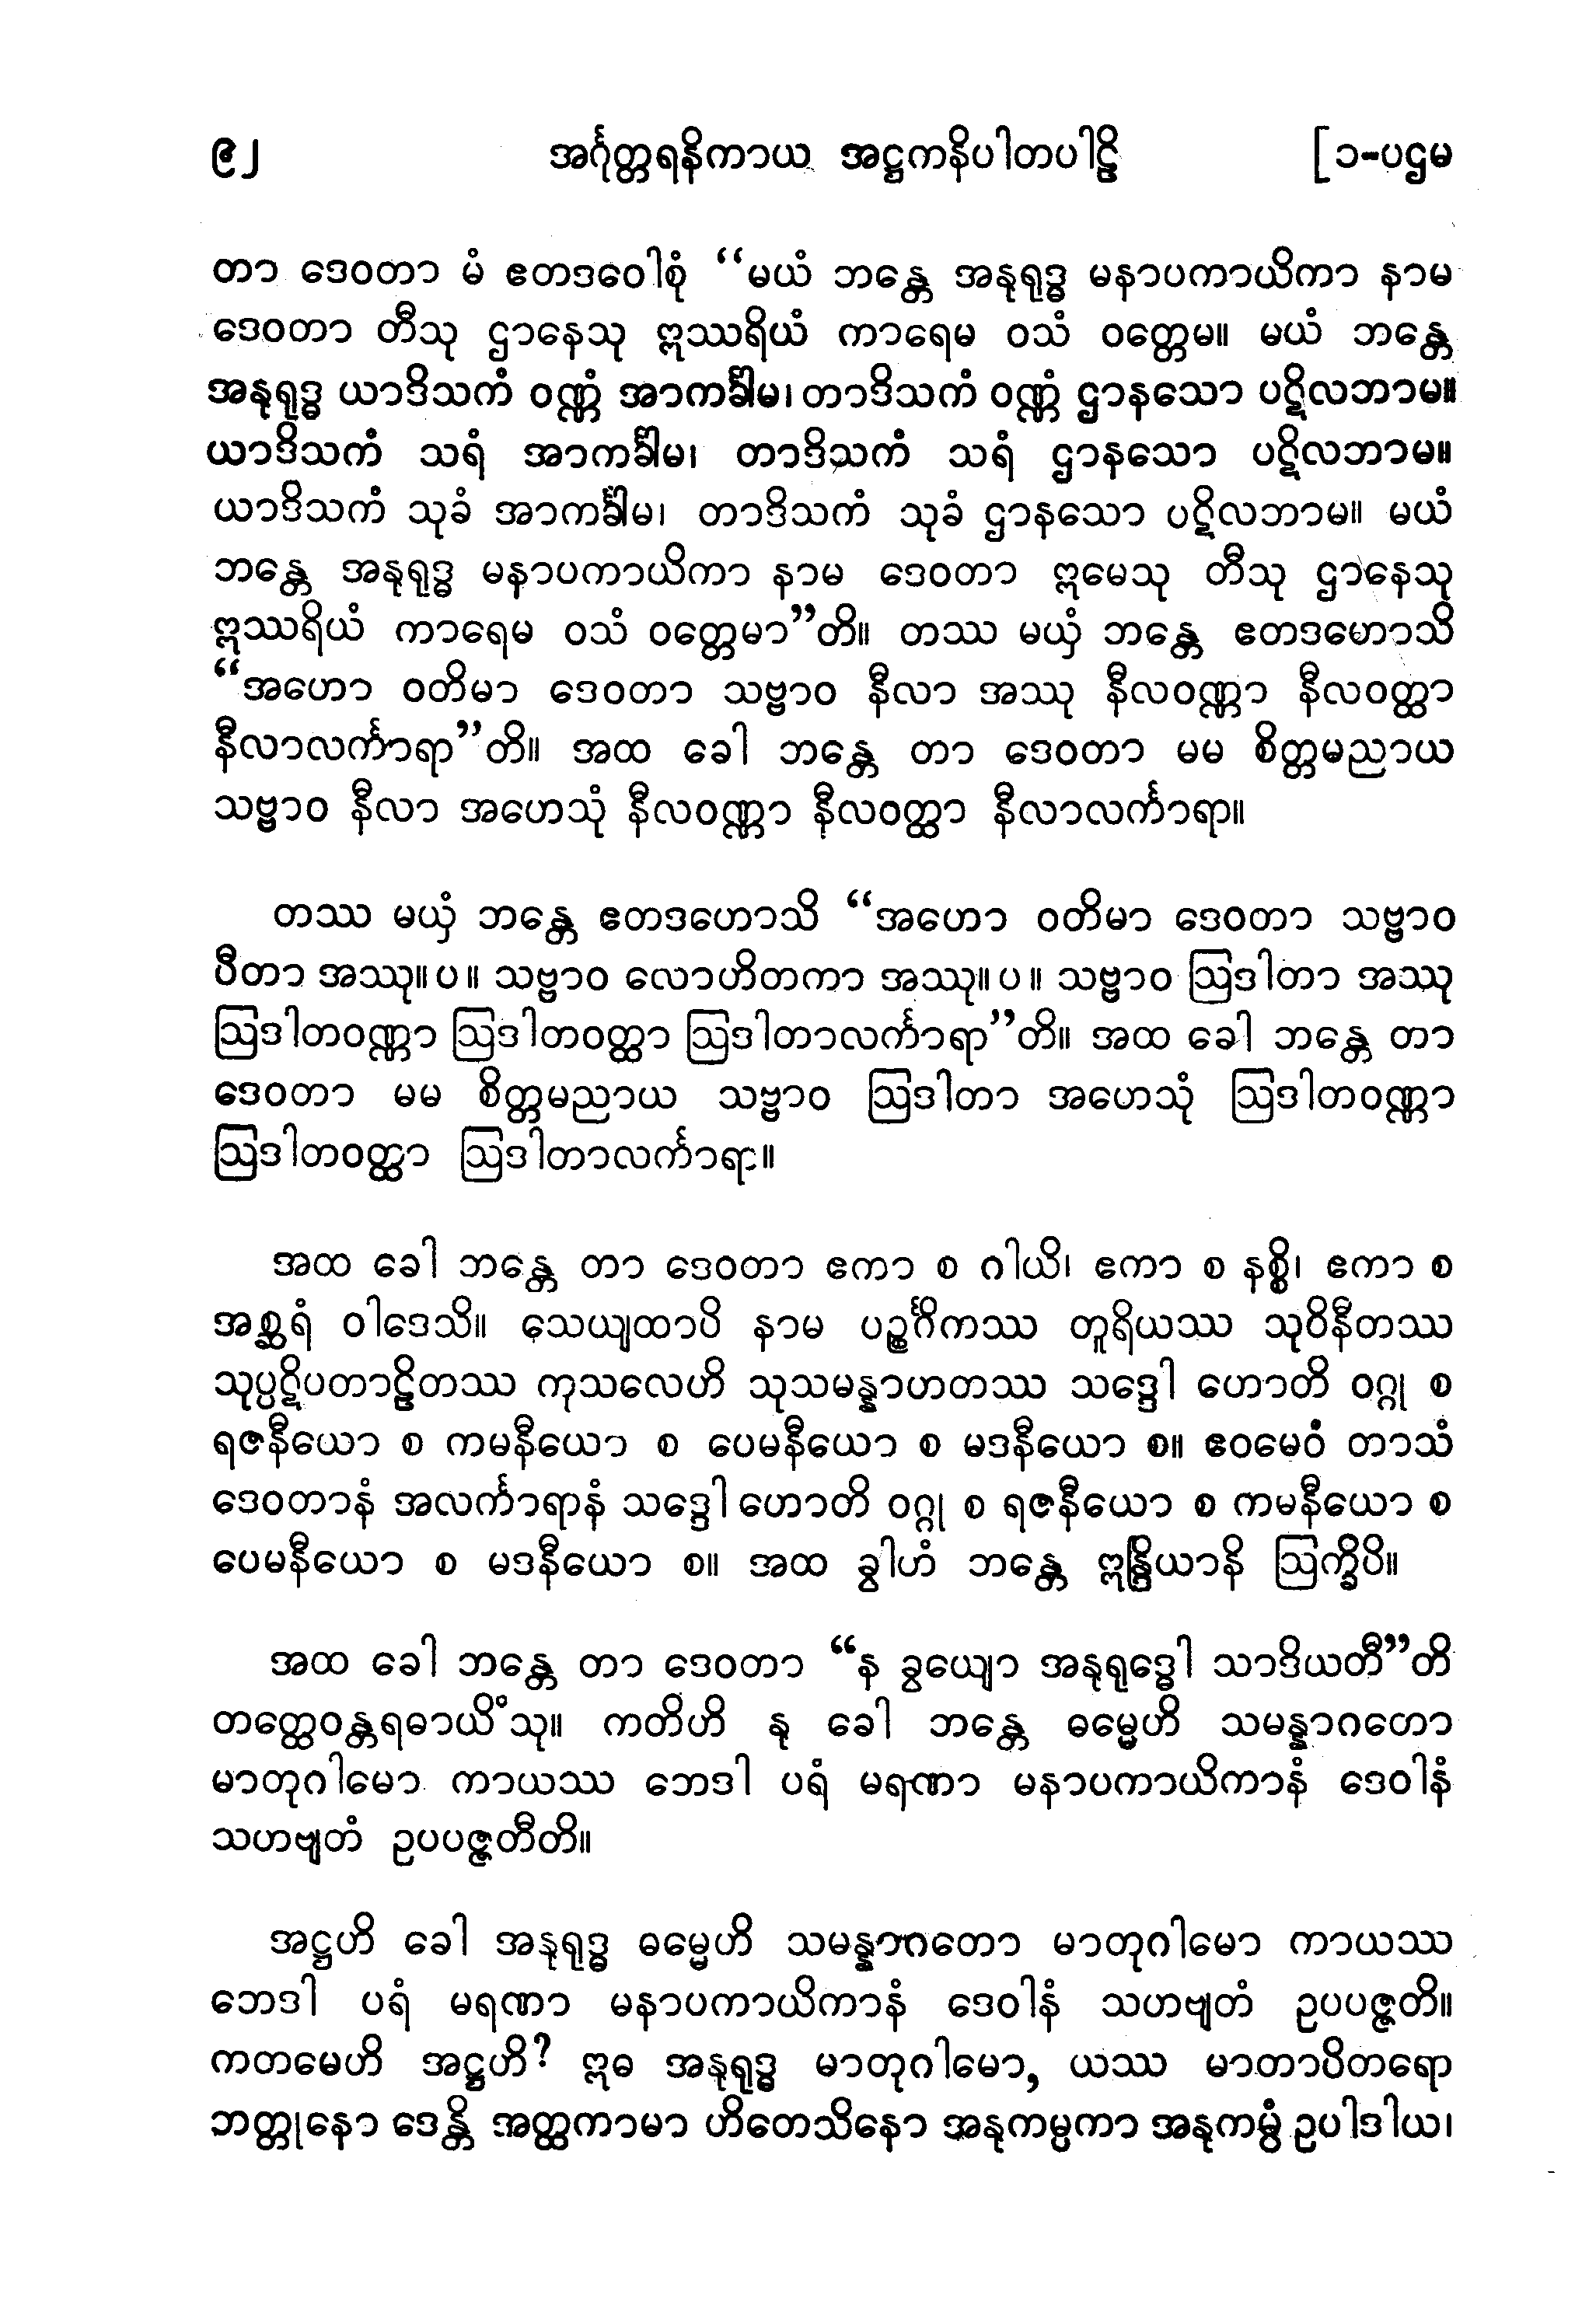 ၉၂ အင်္ဂုတ္တရနိကာယ အဋ္ဌကနိပါတပါဠိ [၁-ပဌမ
တာ ဒေဝတာ မံ ဧတဒဝေါစုံ “မယံ ဘန္တေ အနုရုဒ္ဓ မနာပကာယိကာ နာမ
ဒေဝတာ တီသု ဌာနေသု ဣဿရိယံ ကာရေမ ဝသံ ဝတ္တေမ။ မယံ ဘန္တေ
အနုရုဒ္ဓ ယာဒိသကံ ဝဏ္ဏံ အာကင်္ခါမ၊ တာဒိသကံ ဝဏ္ဏံ ဌာနသော ပဋိလဘာမ။
ယာဒိသကံ သရံ အာကင်္ခါမ၊ တာဒိသကံ သရံ ဌာနသော ပဋိလဘာမ။
ယာဒိသကံ သုခံ အာကင်္ခါမ၊ တာဒိသကံ သုခံ ဌာနသော ပဋိလဘာမ။ မယံ
ဘန္တေ အနုရုဒ္ဓ မနာပကာယိကာ နာမ ဒေဝတာ ဣမေသု တီသု ဌာနေသု
ဣဿရိယံ ကာရေမ ဝသံ ဝတ္တေမာ”တိ။ တဿ မယှံ ဘန္တေ ဧတဒဟောသိ
“အဟော ဝတိမာ ဒေဝတာ သဗ္ဗာဝ နီလာ အဿု နီလဝဏ္ဏာ နီလဝတ္ထာ
နီလာလင်္ကာရာ”တိ။ အထ ခေါ ဘန္တေ တာ ဒေဝတာ မမ စိတ္တမညာယ
သဗ္ဗာဝ နီလာ အဟေသုံ နီလဝဏ္ဏာ နီလဝတ္ထာ နီလာလင်္ကာရာ။
တဿ မယှံ ဘန္တေ ဧတဒဟောသိ “အဟော ဝတိမာ ဒေဝတာ သဗ္ဗာဝ
ပီတာ အဿု။ ပ ။ သဗ္ဗာဝ လောဟိတကာ အဿု။ ပ ။ သဗ္ဗာဝ ဩဒါတာ အဿု
ဩဒါတဝဏ္ဏာ ဩဒါတဝတ္ထာ ဩဒါတာလင်္ကာရာ”တိ။ အထ ခေါ ဘန္တေ တာ
ဒေဝတာ မမ စိတ္တမညာယ သဗ္ဗာဝ ဩဒါတာ အဟေသုံ ဩဒါတဝဏ္ဏာ
ဩဒါတဝတ္ထာ ဩဒါတာလင်္ကာရာ။
အထ ခေါ ဘန္တေ တာ ဒေဝတာ ဧကာ စ ဂါယိ၊ ဧကာ စ နစ္စိ၊ ဧကာ စ
အစ္ဆရံ ဝါဒေသိ။ သေယျထာပိ နာမ ပဉ္စင်္ဂိကဿ တူရိယဿ သုဝိနီတဿ
သုပ္ပဋိပတာဠိတဿ ကုသလေဟိ သုသမန္နာဟတဿ သဒ္ဒေါ ဟောတိ ဝဂ္ဂု စ
ရဇနီယော စ ကမနီယော စ ပေမနီယော စ မဒနီယော စ။ ဧဝမေဝံ တာသံ
ဒေဝတာနံ အလင်္ကာရာနံ သဒ္ဒေါ ဟောတိ ဝဂ္ဂု စ ရဇနီယော စ ကမနီယော စ
ပေမနီယော စ မဒနီယော စ။ အထ ခွါဟံ ဘန္တေ ဣန္ဒြိယာနိ ဩက္ခိပိ။
အထ ခေါ ဘန္တေ တာ ဒေဝတာ “န ခွယျော အနုရုဒ္ဓေါ သာဒိယတီ”တိ
တတ္ထေဝန္တရဓာယိံသု။ ကတိဟိ နု ခေါ ဘန္တေ ဓမ္မေဟိ သမန္နာဂတော
မာတုဂါမော ကာယဿ ဘေဒါ ပရံ မရဏာ မနာပကာယိကာနံ ဒေဝါနံ
သဟဗျတံ ဥပပဇ္ဇတီတိ။
အဋ္ဌဟိ ခေါ အနုရုဒ္ဓ ဓမ္မေဟိ သမန္နာဂတော မာတုဂါမော ကာယဿ
ဘေဒါ ပရံ မရဏာ မနာပကာယိကာနံ ဒေဝါနံ သဟဗျတံ ဥပပဇ္ဇတိ။
ကတမေဟိ အဋ္ဌဟိ? ဣဓ အနုရုဒ္ဓ မာတုဂါမော, ယဿ မာတာပိတရော
ဘတ္တုနော ဒေန္တိ အတ္ထကာမာ ဟိတေသိနော အနုကမ္ပကာ အနုကမ္ပံ ဥပါဒါယ၊